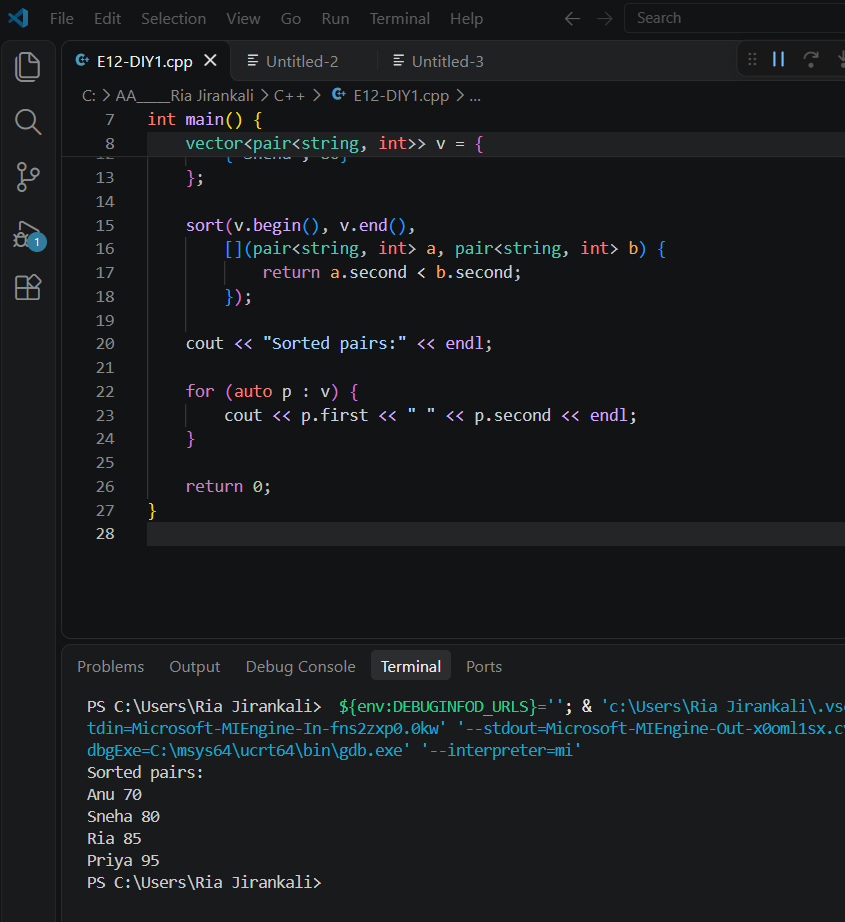 File Edit Selection View Go Run Terminal Help Search
E12-DIY1.cpp Untitled-2 Untitled-3
C: > AA____Ria Jirankali > C++ > E12-DIY1.cpp > ...
7 int main() {
8 vector<pair<string, int>> v = {
13 };
14
15 sort(v.begin(), v.end(),
16 [](pair<string, int> a, pair<string, int> b) {
17 return a.second < b.second;
18 });
19
20 cout << "Sorted pairs:" << endl;
21
22 for (auto p : v) {
23 cout << p.first << " " << p.second << endl;
24 }
25
26 return 0;
27 }
28
1
Problems Output Debug Console Terminal Ports
PS C:\Users\Ria Jirankali> ${env:DEBUGINFOD_URLS}=''; & 'c:\Users\Ria Jirankali\.vs
tdin=Microsoft-MIEngine-In-fns2zxp0.0kw' '--stdout=Microsoft-MIEngine-Out-x0oml1sx.c
dbgExe=C:\msys64\ucrt64\bin\gdb.exe' '--interpreter=mi'
Sorted pairs:
Anu 70
Sneha 80
Ria 85
Priya 95
PS C:\Users\Ria Jirankali>